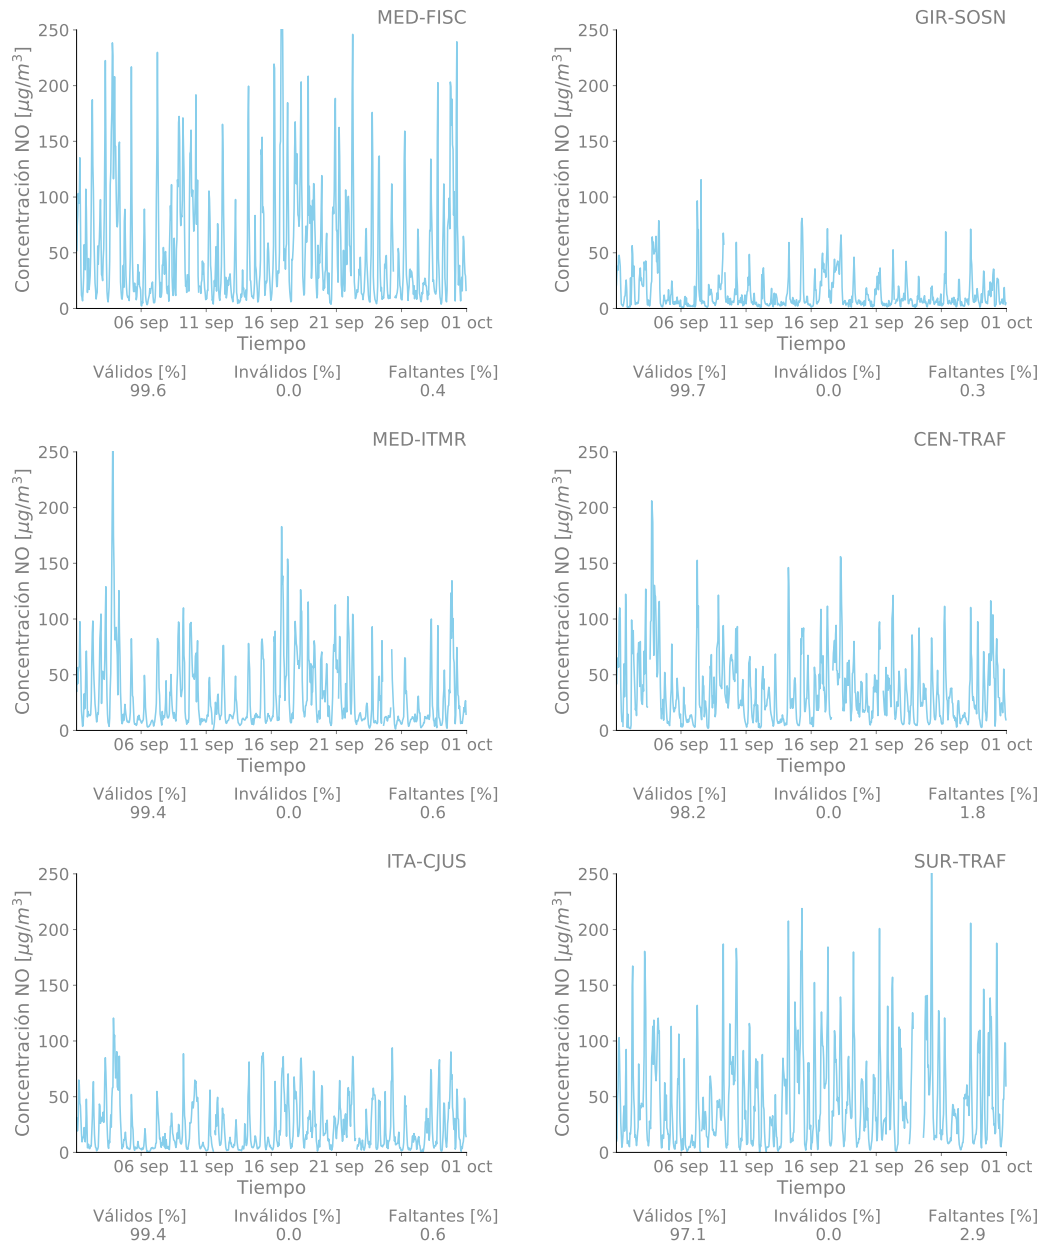 MED-FISC
Concentración NO [μg/m³]
250
200
150
100
50
0
06 sep 11 sep 16 sep 21 sep 26 sep 01 oct
Tiempo
Válidos [%] Inválidos [%] Faltantes [%]
99.6 0.0 0.4
GIR-SOSN
Concentración NO [μg/m³]
250
200
150
100
50
0
06 sep 11 sep 16 sep 21 sep 26 sep 01 oct
Tiempo
Válidos [%] Inválidos [%] Faltantes [%]
99.7 0.0 0.3
MED-ITMR
Concentración NO [μg/m³]
250
200
150
100
50
0
06 sep 11 sep 16 sep 21 sep 26 sep 01 oct
Tiempo
Válidos [%] Inválidos [%] Faltantes [%]
99.4 0.0 0.6
CEN-TRAF
Concentración NO [μg/m³]
250
200
150
100
50
0
06 sep 11 sep 16 sep 21 sep 26 sep 01 oct
Tiempo
Válidos [%] Inválidos [%] Faltantes [%]
98.2 0.0 1.8
ITA-CJUS
Concentración NO [μg/m³]
250
200
150
100
50
0
06 sep 11 sep 16 sep 21 sep 26 sep 01 oct
Tiempo
Válidos [%] Inválidos [%] Faltantes [%]
99.4 0.0 0.6
SUR-TRAF
Concentración NO [μg/m³]
250
200
150
100
50
0
06 sep 11 sep 16 sep 21 sep 26 sep 01 oct
Tiempo
Válidos [%] Inválidos [%] Faltantes [%]
97.1 0.0 2.9